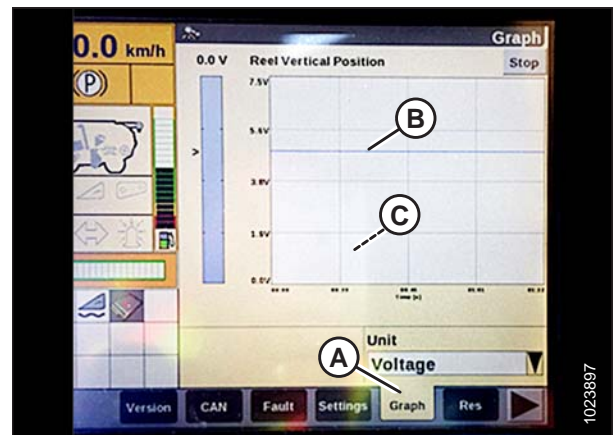 0.0 km/h
(P)
Graph
0.0 V
Reel Vertical Position
Stop
7.5V
5.6V
B
V
3.8V
C
1.9V
0.0V
Time [s]
Unit
A
Voltage
Version
CAN
Fault
Settings
Graph
Res
1023897